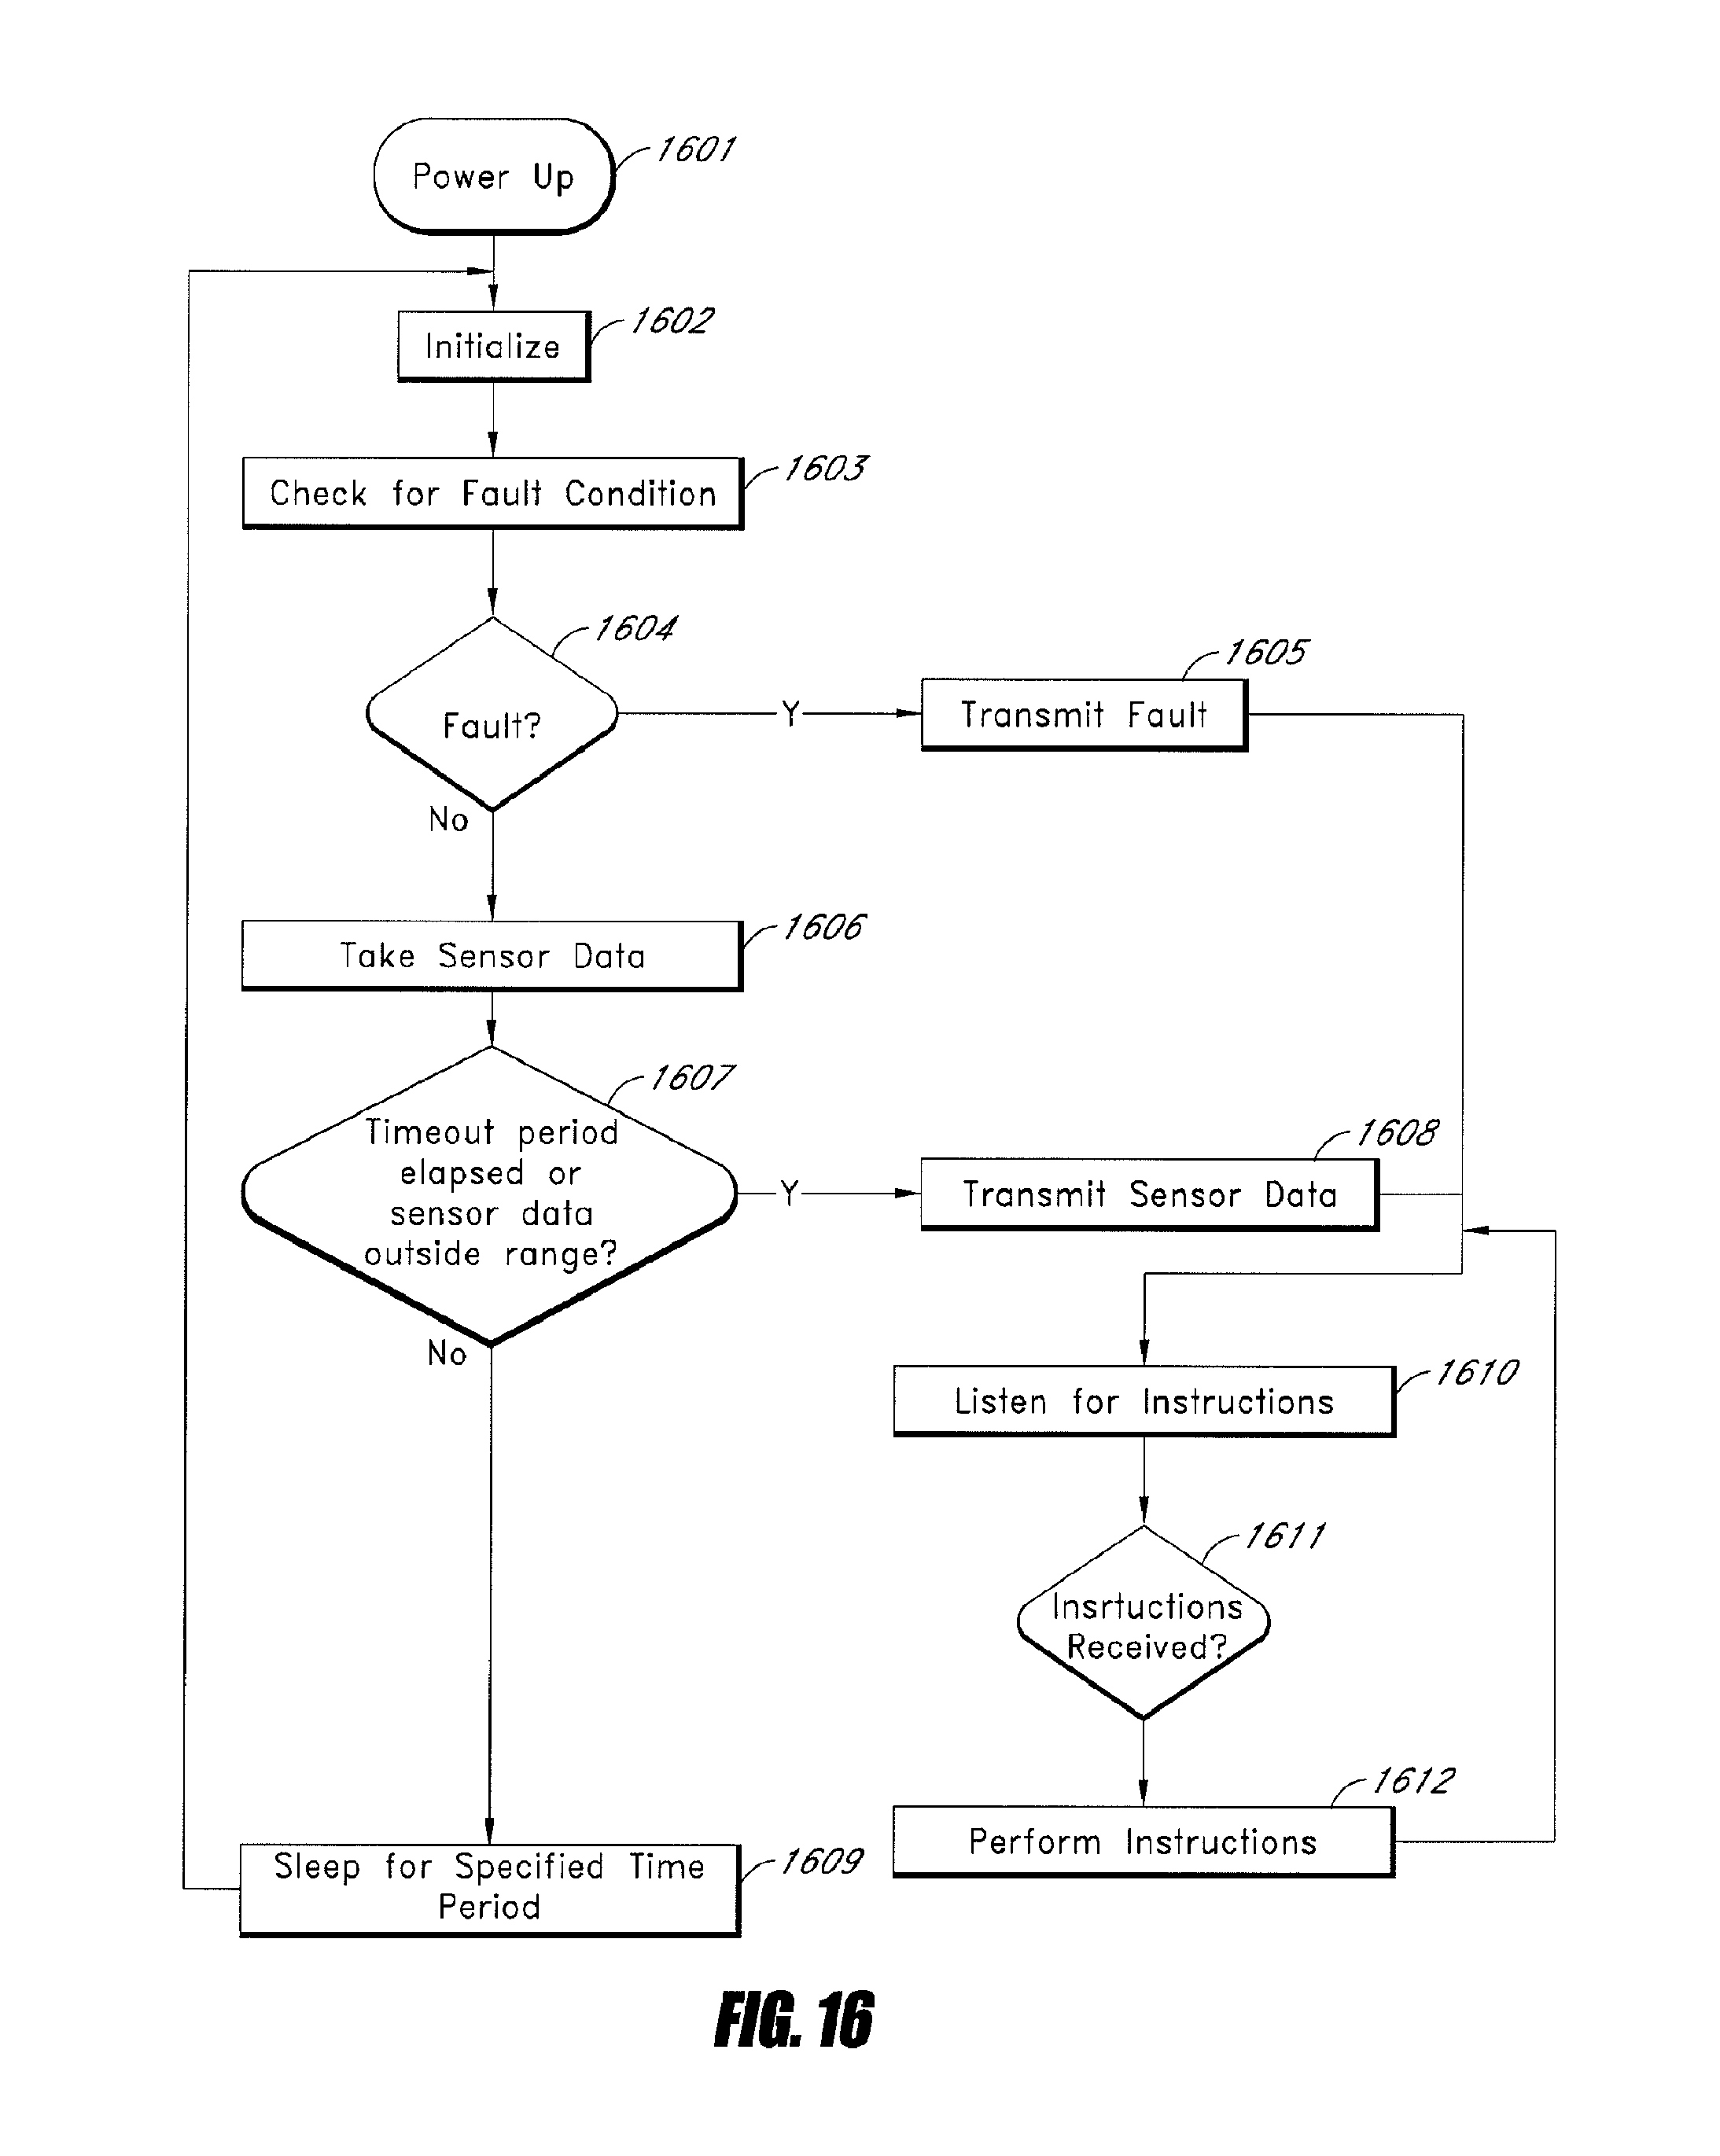 Power Up
1601
Initialize
1602
Check for Fault Condition
1603
Fault?
1604
Y
Transmit Fault
1605
No
Take Sensor Data
1606
Timeout period
elapsed or
sensor data
outside range?
1607
Y
Transmit Sensor Data
1608
No
Listen for Instructions
1610
Insrtuctions
Received?
1611
Perform Instructions
1612
Sleep for Specified Time
Period
1609
FIG. 16